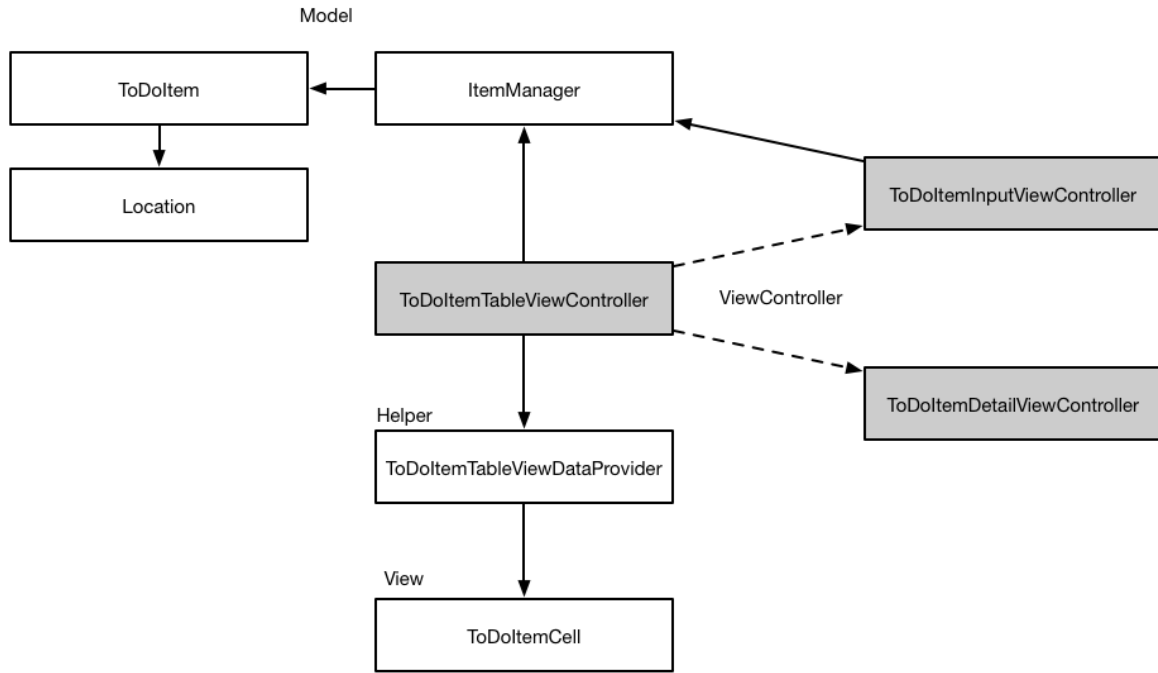 Model
ToDoItem
ItemManager
Location
ToDoItemInputViewController
ToDoItemTableViewController
ViewController
ToDoItemDetailViewController
Helper
ToDoItemTableViewDataProvider
View
ToDoItemCell